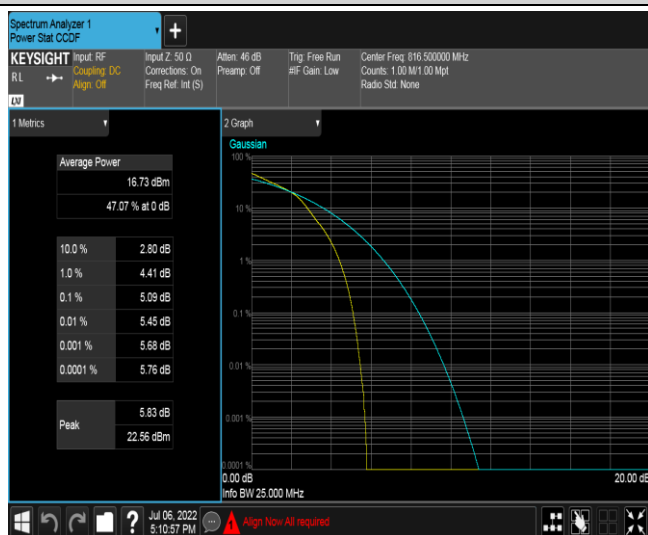 Spectrum Analyzer 1
Power Stat CCDF
+
KEYSIGHT
R L
LXI
Input: RF
Coupling: DC
Align: Off
Input Z: 50 Ω
Corrections: On
Freq Ref: Int (S)
Atten: 46 dB
Preamp: Off
Trig: Free Run
#IF Gain: Low
Center Freq: 816.500000 MHz
Counts: 1.00 M/1.00 Mpt
Radio Std: None
1 Metrics
Average Power
16.73 dBm
47.07 % at 0 dB
10.0 % 2.80 dB
1.0 % 4.41 dB
0.1 % 5.09 dB
0.01 % 5.45 dB
0.001 % 5.68 dB
0.0001 % 5.76 dB
Peak
5.83 dB
22.56 dBm
2 Graph
Gaussian
100 %
10 %
1 %
0.1 %
0.01 %
0.001 %
0.0001 %
0.00 dB 20.00 dB
Info BW 25.000 MHz
?
Jul 06, 2022
5:10:57 PM
Align Now All required